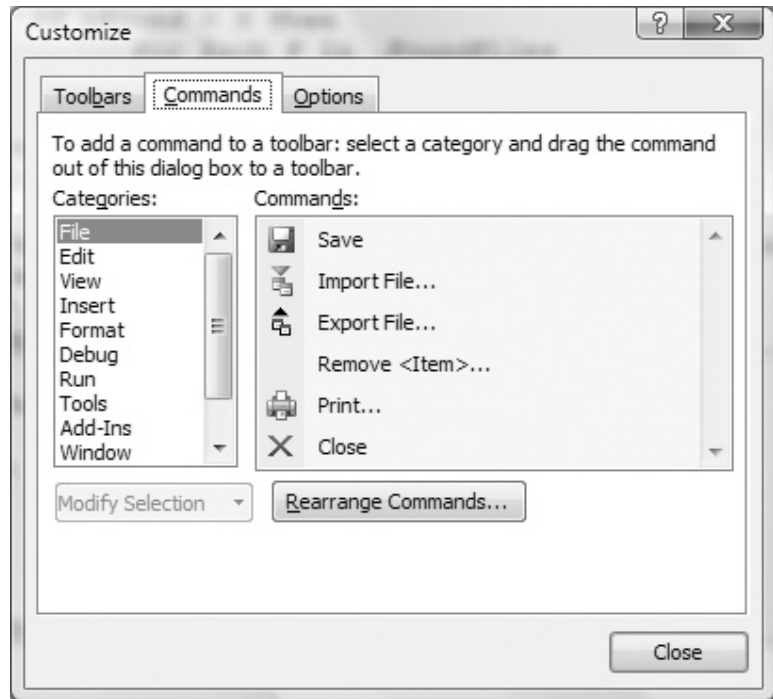 Customize
Toolbars Commands Options
To add a command to a toolbar: select a category and drag the command
out of this dialog box to a toolbar.
Categories:
Commands:
File
Edit
View
Insert
Format
Debug
Run
Tools
Add-Ins
Window
Save
Import File...
Export File...
Remove <Item>...
Print...
Close
Modify Selection
Rearrange Commands...
Close